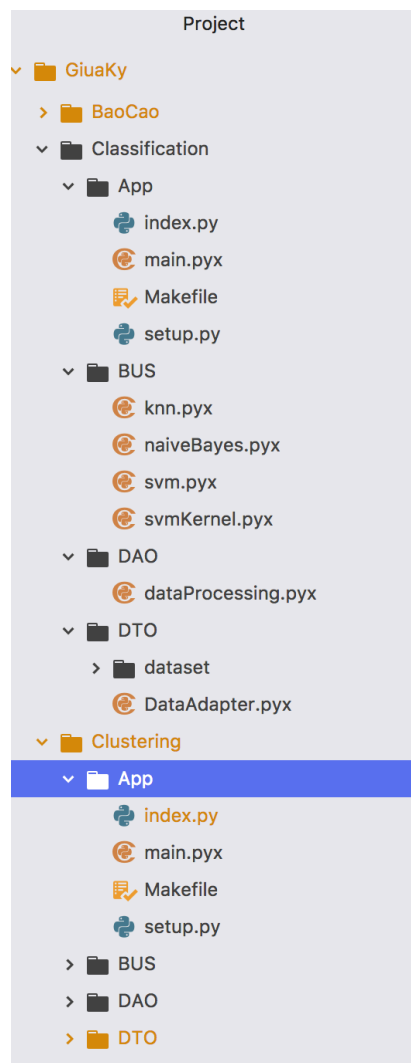 Project
GiuaKy
BaoCao
Classification
App
index.py
main.pyx
Makefile
setup.py
BUS
knn.pyx
naiveBayes.pyx
svm.pyx
svmKernel.pyx
DAO
dataProcessing.pyx
DTO
dataset
DataAdapter.pyx
Clustering
App
index.py
main.pyx
Makefile
setup.py
BUS
DAO
DTO